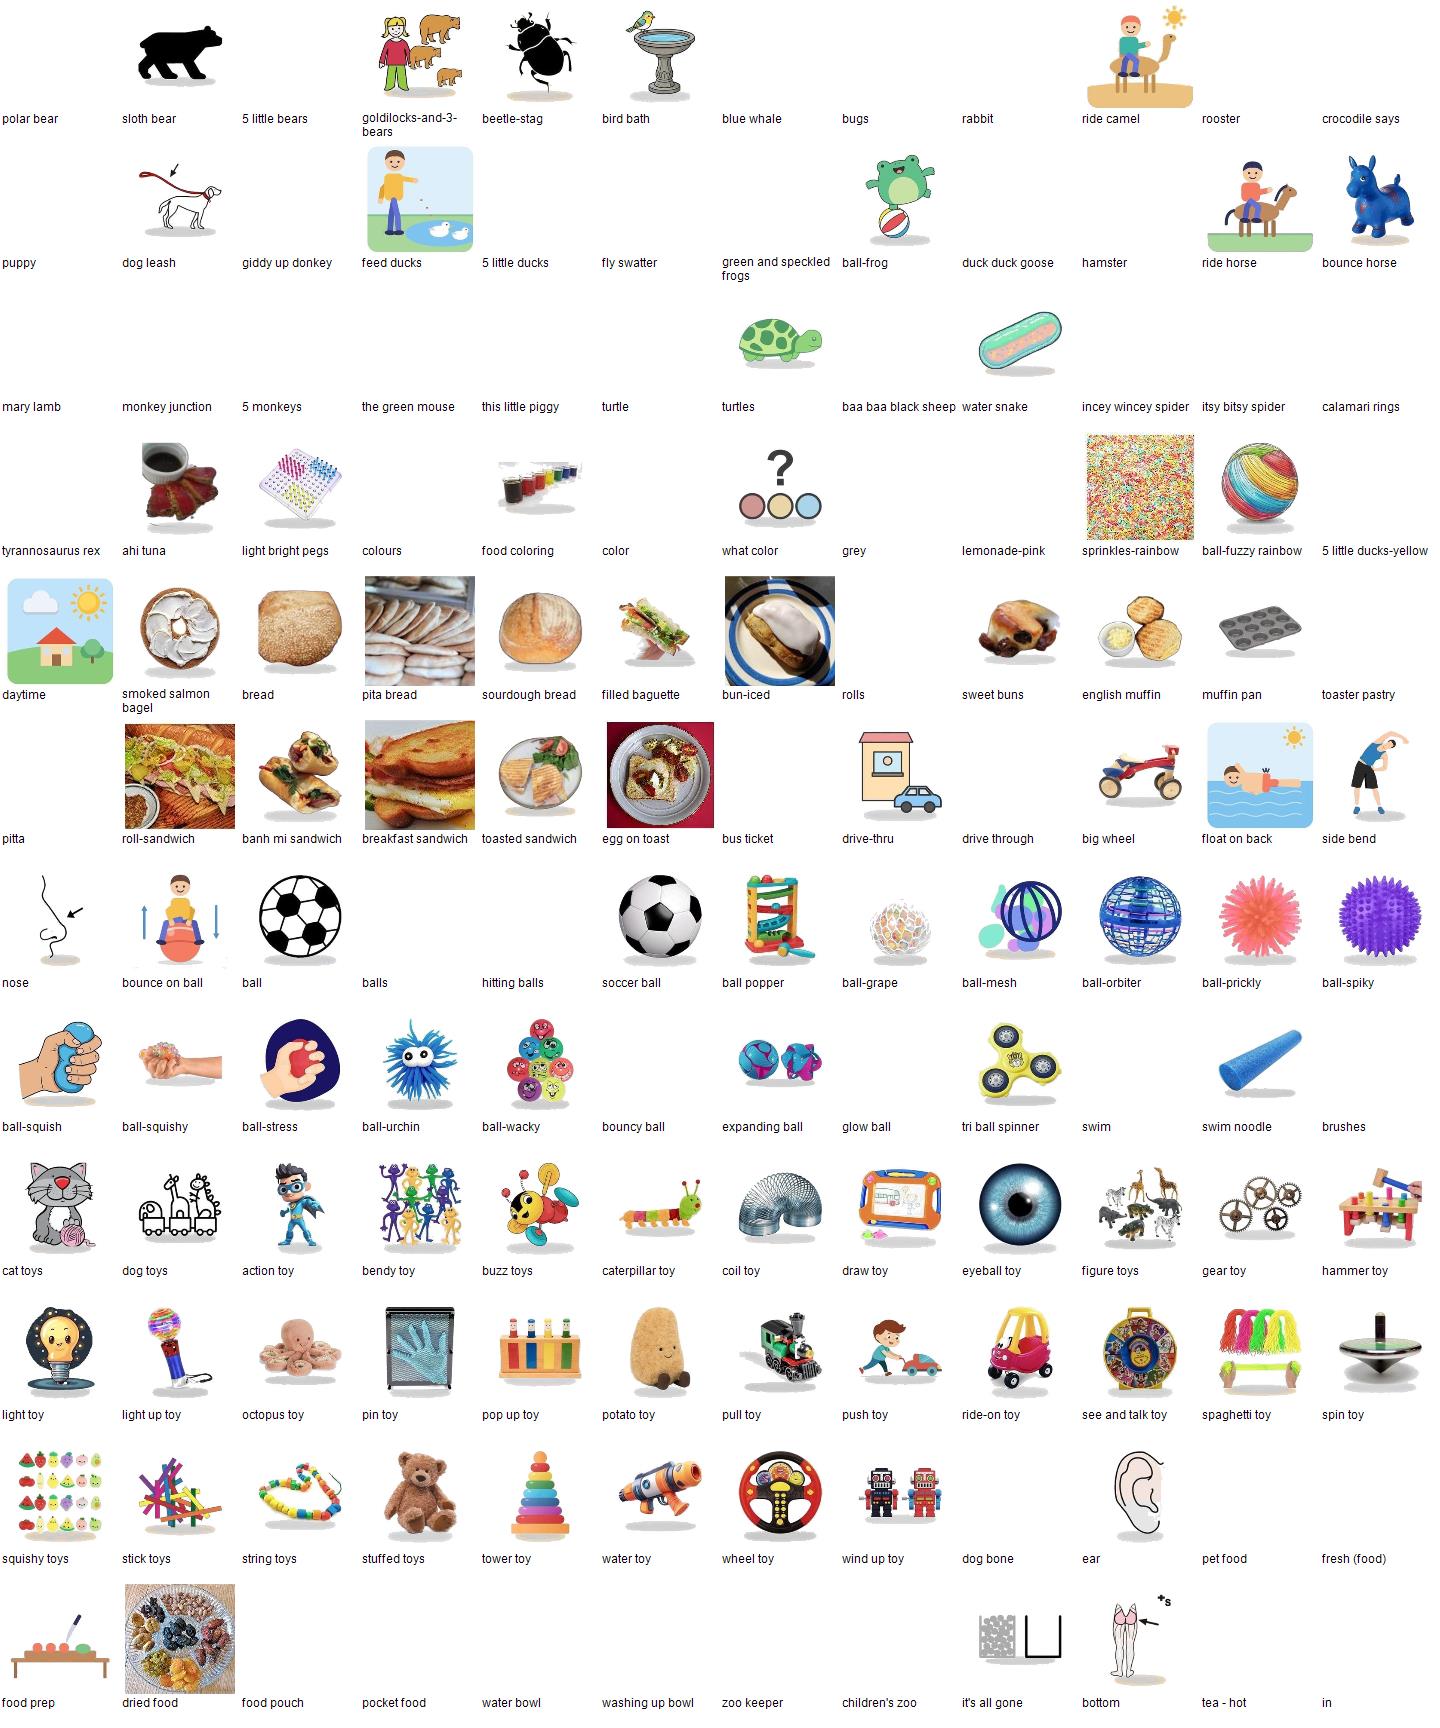 polar bear
sloth bear
5 little bears
goldilocks-and-3-
bears
beetle-stag
bird bath
blue whale
bugs
rabbit
ride camel
rooster
crocodile says
puppy
dog leash
giddy up donkey
feed ducks
5 little ducks
fly swatter
green and speckled
frogs
ball-frog
duck duck goose
hamster
ride horse
bounce horse
mary lamb
monkey junction
5 monkeys
the green mouse
this little piggy
turtle
turtles
baa baa black sheep
water snake
incey wincey spider
itsy bitsy spider
calamari rings
?
tyrannosaurus rex
ahi tuna
light bright pegs
colours
food coloring
color
what color
grey
lemonade-pink
sprinkles-rainbow
ball-fuzzy rainbow
5 little ducks-yellow
daytime
smoked salmon
bagel
bread
pita bread
sourdough bread
filled baguette
bun-iced
rolls
sweet buns
english muffin
muffin pan
toaster pastry
pitta
roll-sandwich
banh mi sandwich
breakfast sandwich
toasted sandwich
egg on toast
bus ticket
drive-thru
drive through
big wheel
float on back
side bend
nose
bounce on ball
ball
balls
hitting balls
soccer ball
ball popper
ball-grape
ball-mesh
ball-orbiter
ball-prickly
ball-spiky
ball-squish
ball-squishy
ball-stress
ball-urchin
ball-wacky
bouncy ball
expanding ball
glow ball
tri ball spinner
swim
swim noodle
brushes
cat toys
dog toys
action toy
bendy toy
buzz toys
caterpillar toy
coil toy
draw toy
eyeball toy
figure toys
gear toy
hammer toy
light toy
light up toy
octopus toy
pin toy
pop up toy
potato toy
pull toy
push toy
ride-on toy
see and talk toy
spaghetti toy
spin toy
squishy toys
stick toys
string toys
stuffed toys
tower toy
water toy
wheel toy
wind up toy
dog bone
ear
pet food
fresh (food)
+s
food prep
dried food
food pouch
pocket food
water bowl
washing up bowl
zoo keeper
children's zoo
it's all gone
bottom
tea - hot
in